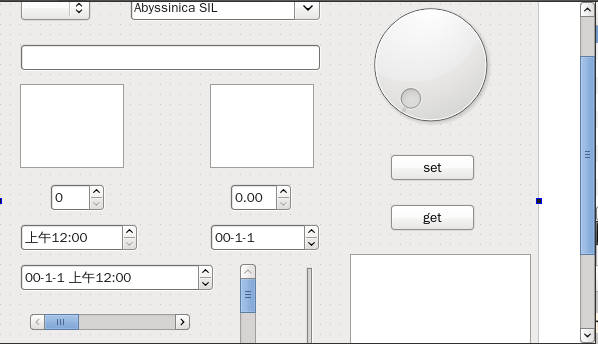 Abyssinica SIL
set
0
0.00
get
上午12:00
00-1-1
00-1-1 上午12:00